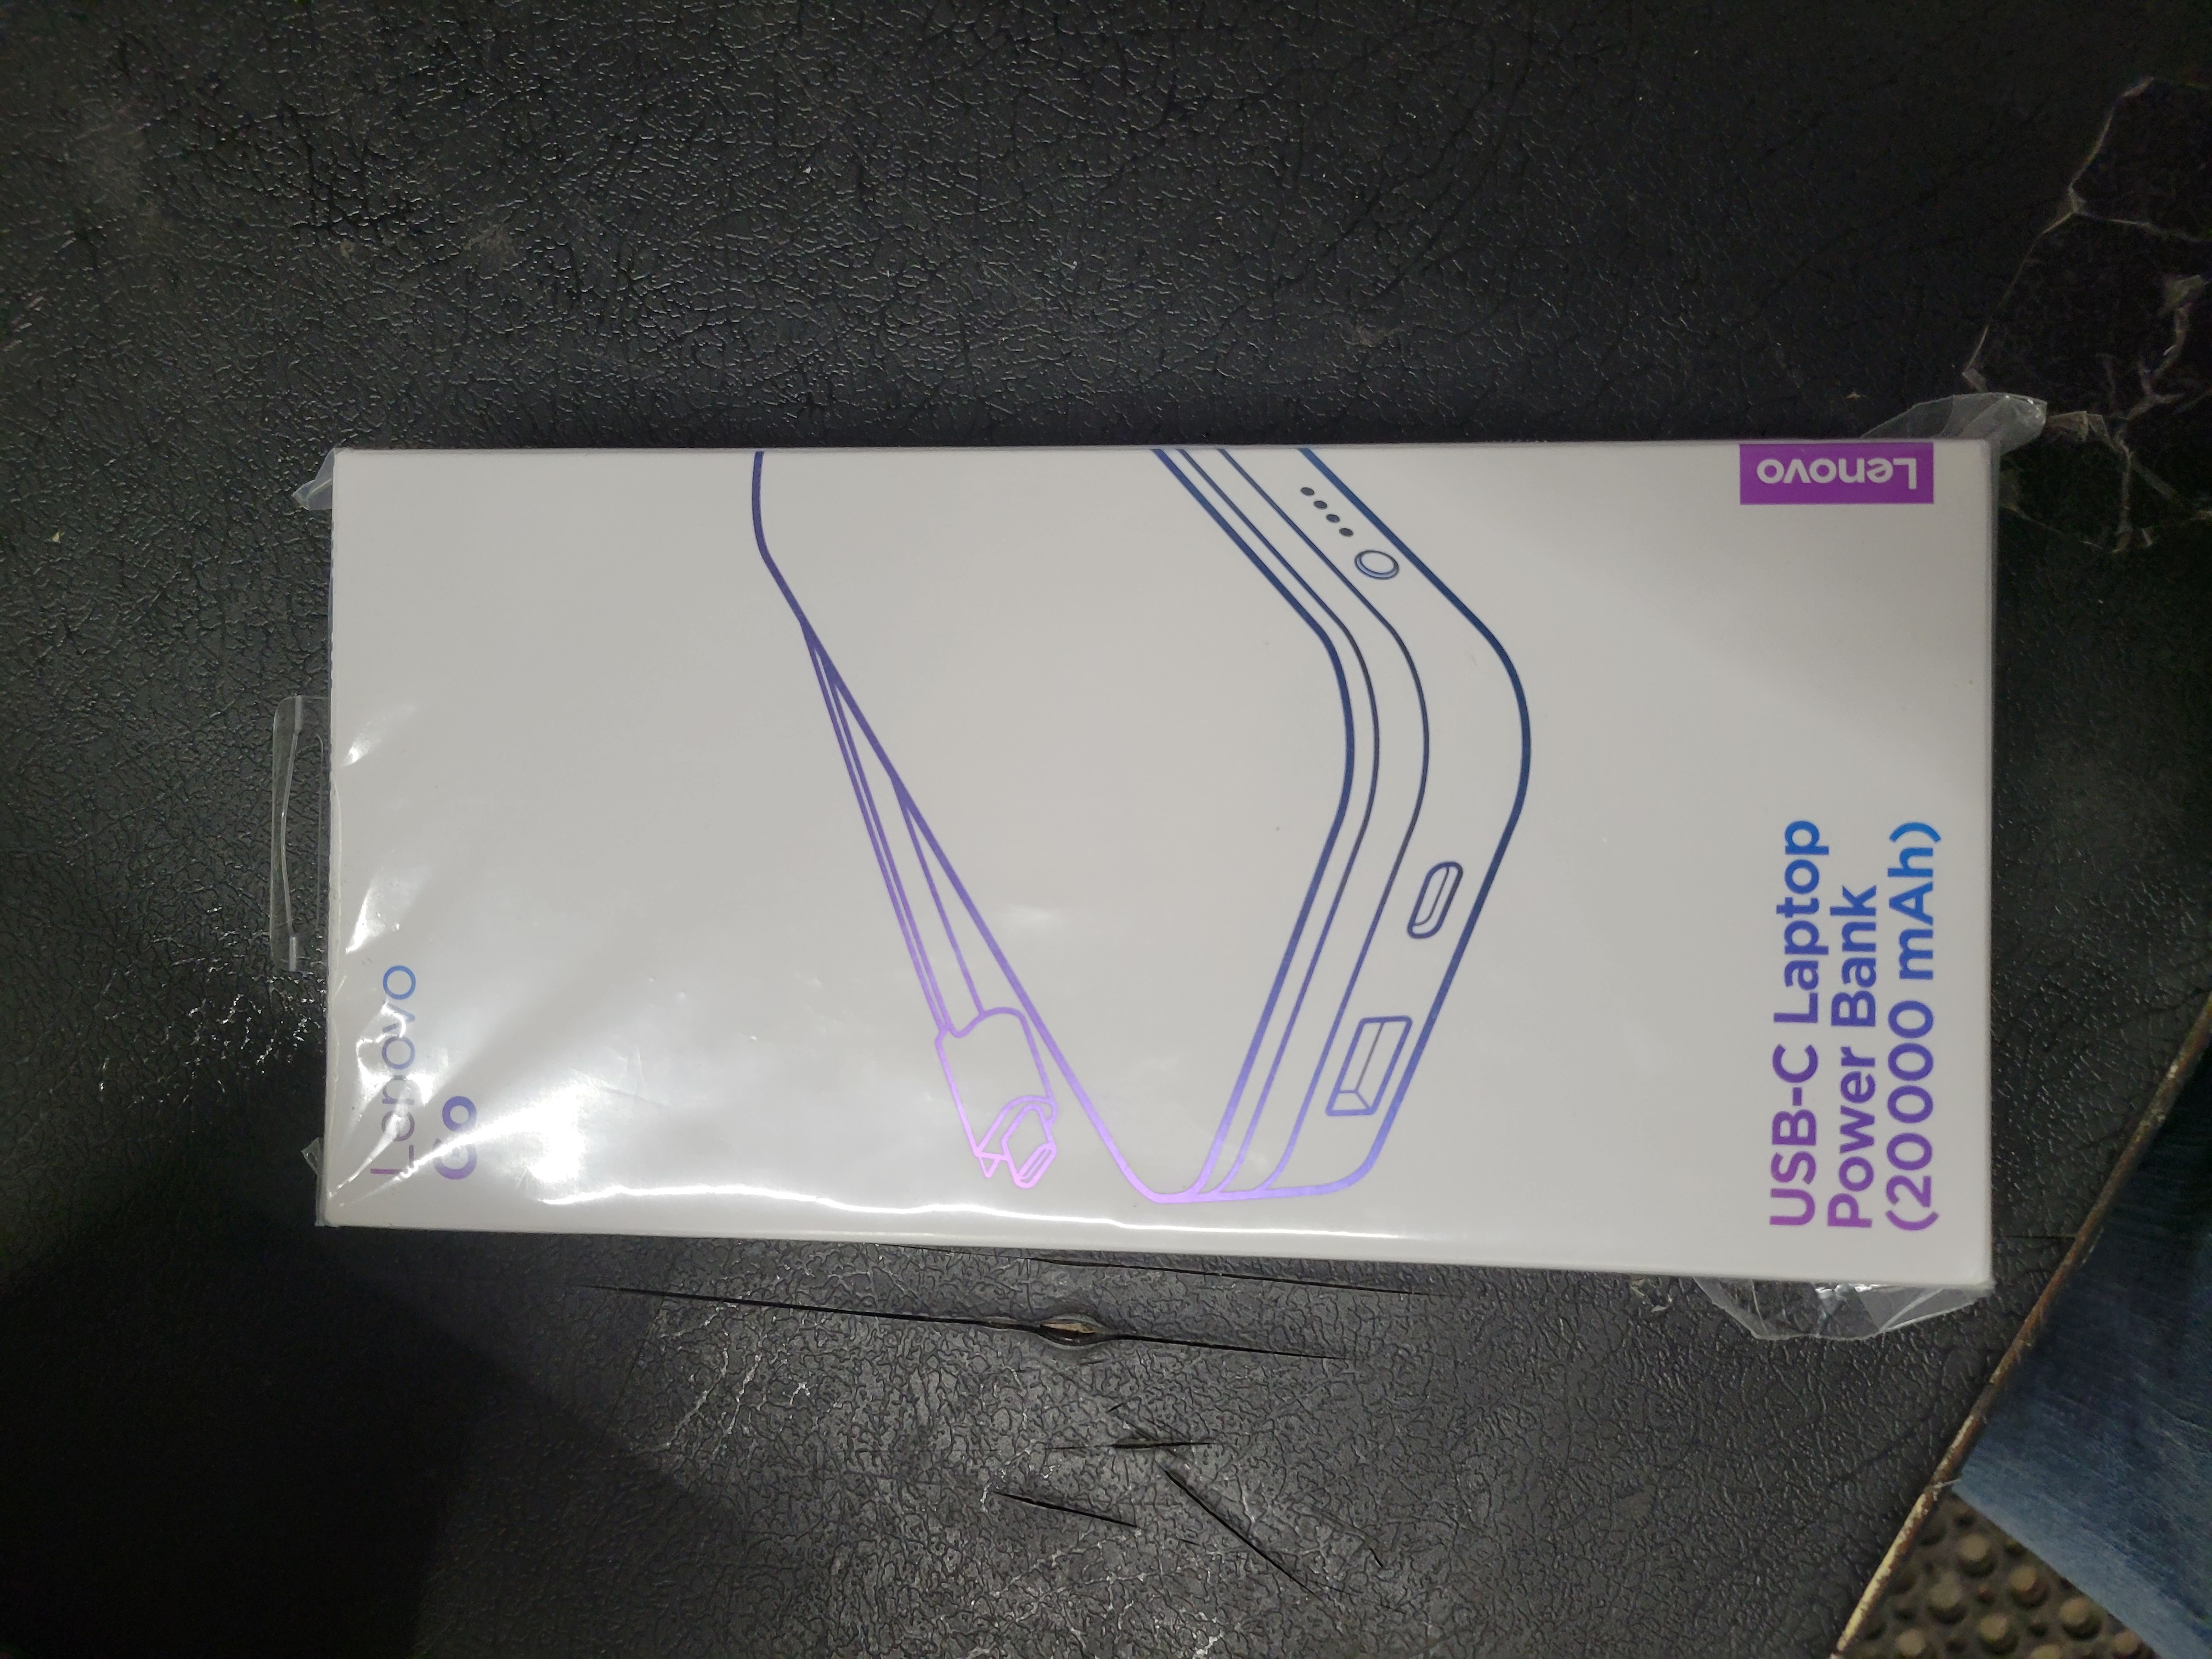 Lenovo
Go
USB-C Laptop
Power Bank
(20000 mAh)
Lenovo